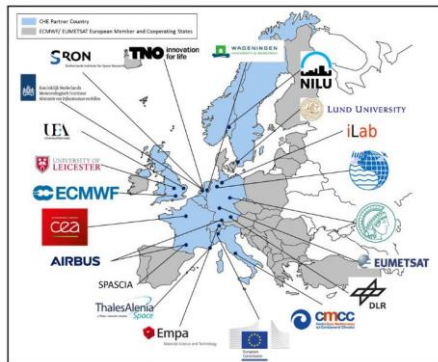 CHE Partner Country
ECMWF/ EUMETSAT European Member and Cooperating States
SRON
TNO innovation
for life
WAGENINGEN
NILU
LUND UNIVERSITY
iLab
UEA
UNIVERSITY OF
LEICESTER
ECMWF
cea
AIRBUS
EUMETSAT
SPASCIA
DLR
ThalesAlenia
Space
cmcc
Empa
European
Commission